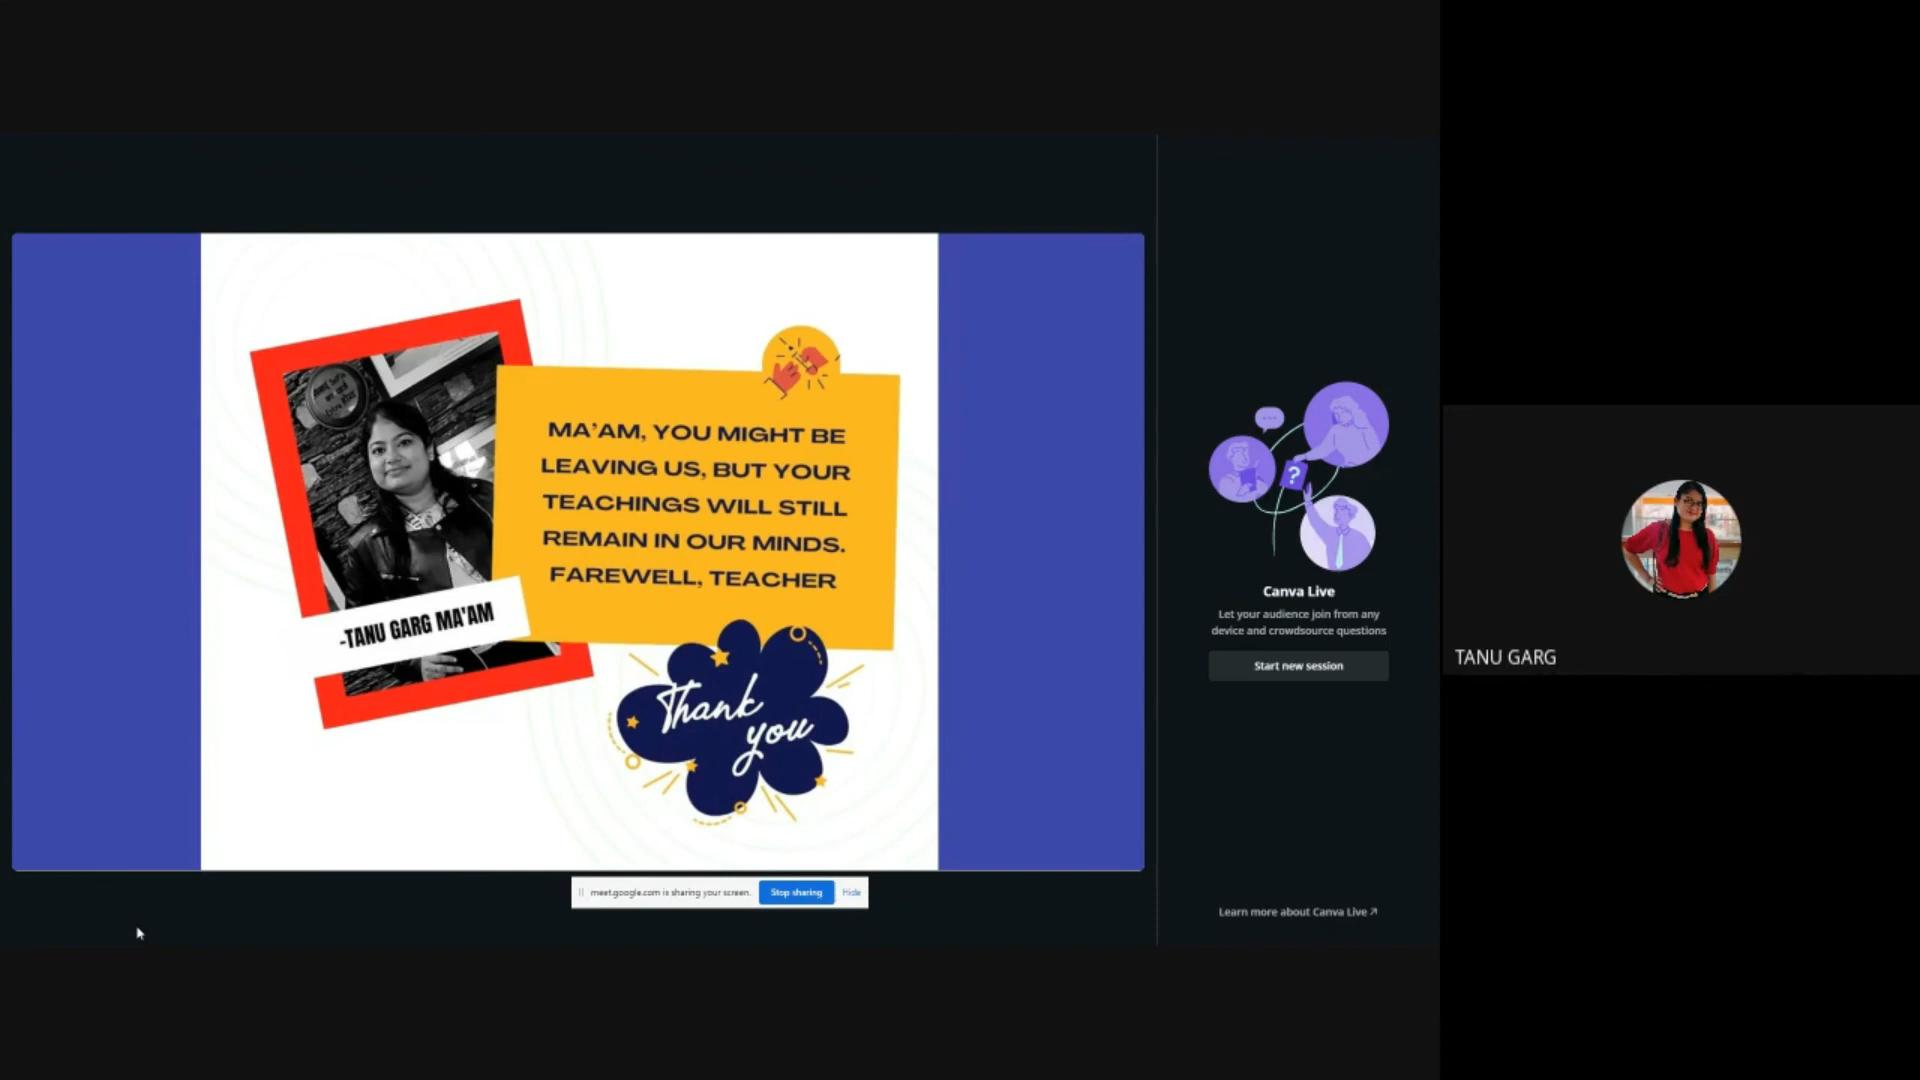 MA'AM, YOU MIGHT BE
LEAVING US, BUT YOUR
TEACHINGS WILL STILL
REMAIN IN OUR MINDS.
FAREWELL, TEACHER
-TANU GARG MA'AM
Thank
you
meet.google.com is sharing your screen.
Stop sharing
Hide
?
Canva Live
Let your audience join from any
device and crowdsource questions
Start new session
Learn more about Canva Live ↗
TANU GARG